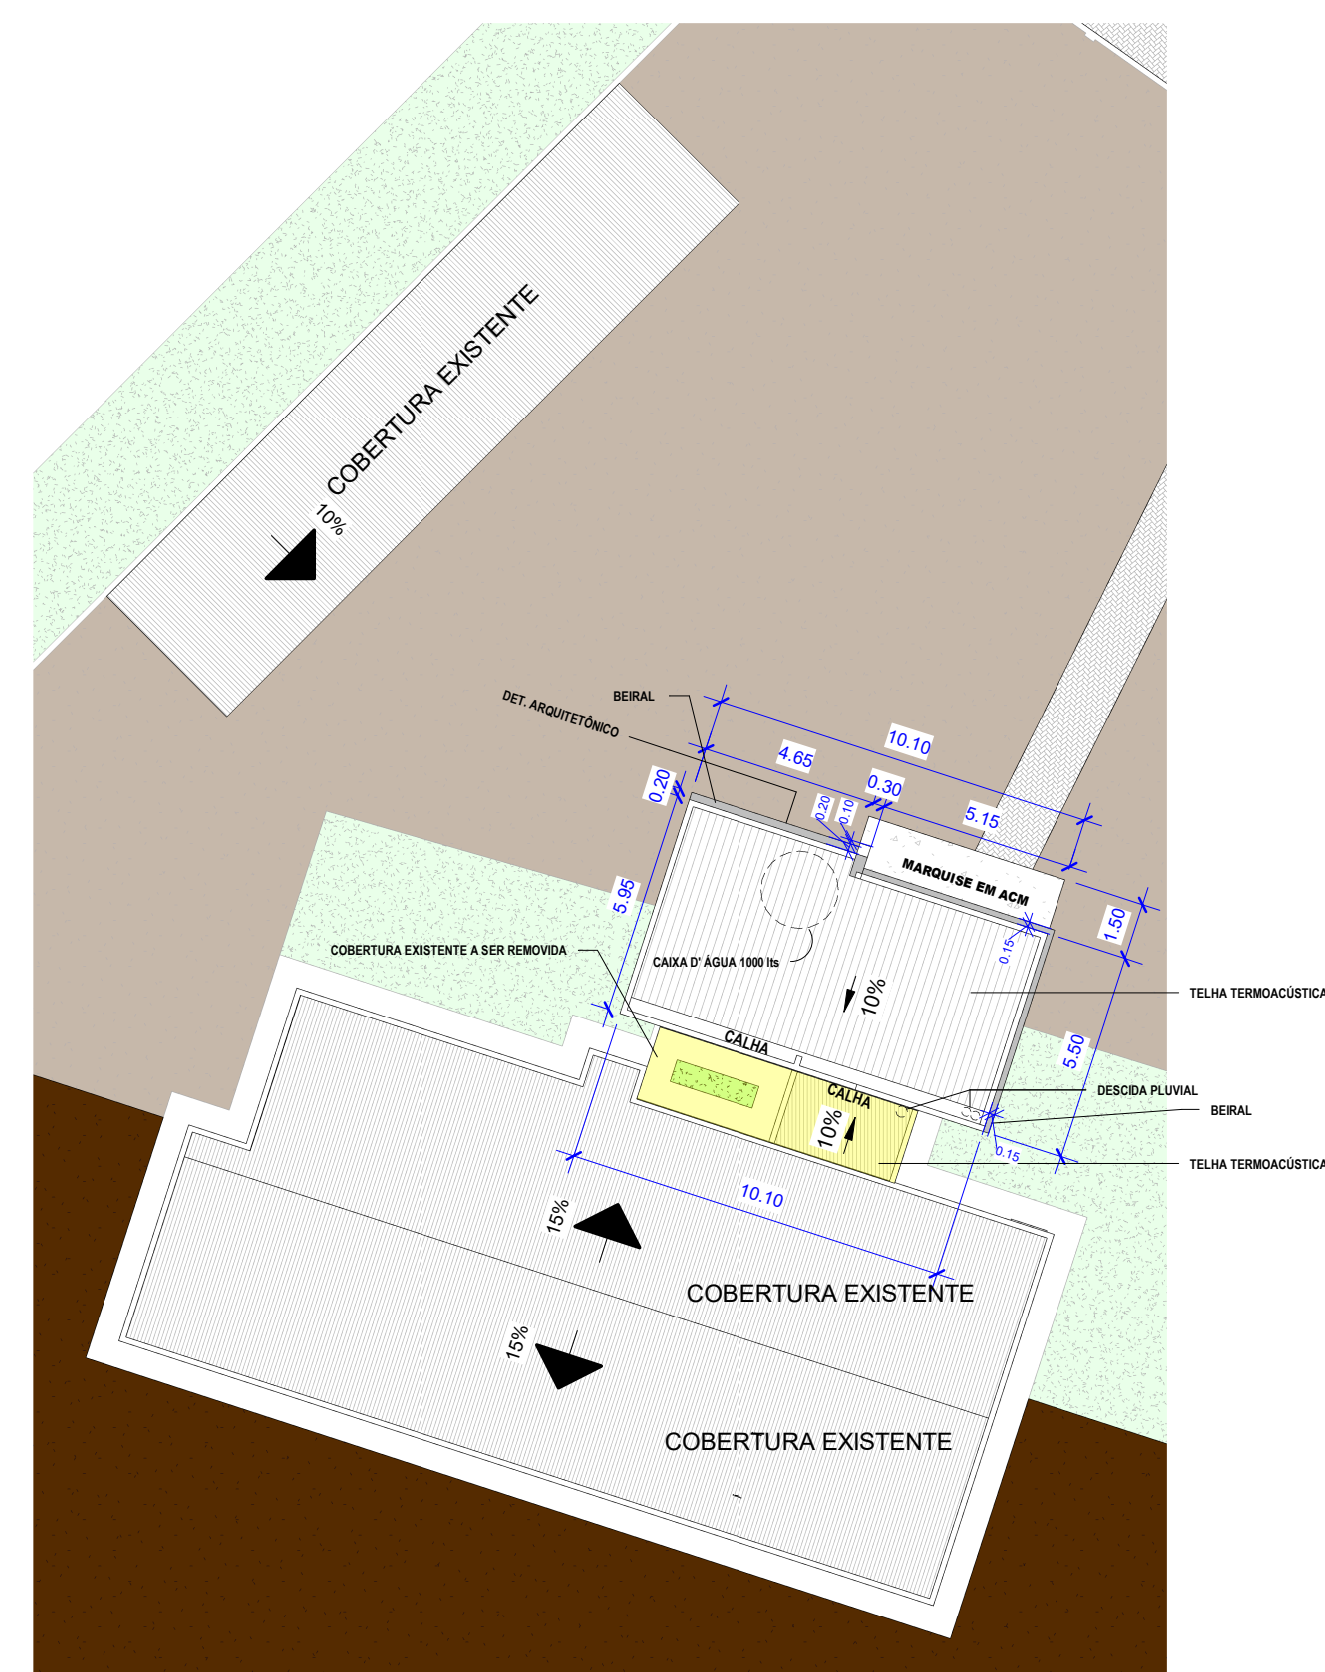 COBERTURA EXISTENTE
10%
BEIRAL
DET. ARQUITETÔNICO
10.10
4.65
0.30
5.15
0.20
0.20
0.10
MARQUISE EM ACM
1.50
5.95
0.15
COBERTURA EXISTENTE A SER REMOVIDA
CAIXA D' ÁGUA 1000 lts
10%
TELHA TERMOACÚSTICA
CALHA
5.50
CALHA
DESCIDA PLUVIAL
BEIRAL
10%
0.15
TELHA TERMOACÚSTICA
10.10
15%
COBERTURA EXISTENTE
15%
COBERTURA EXISTENTE